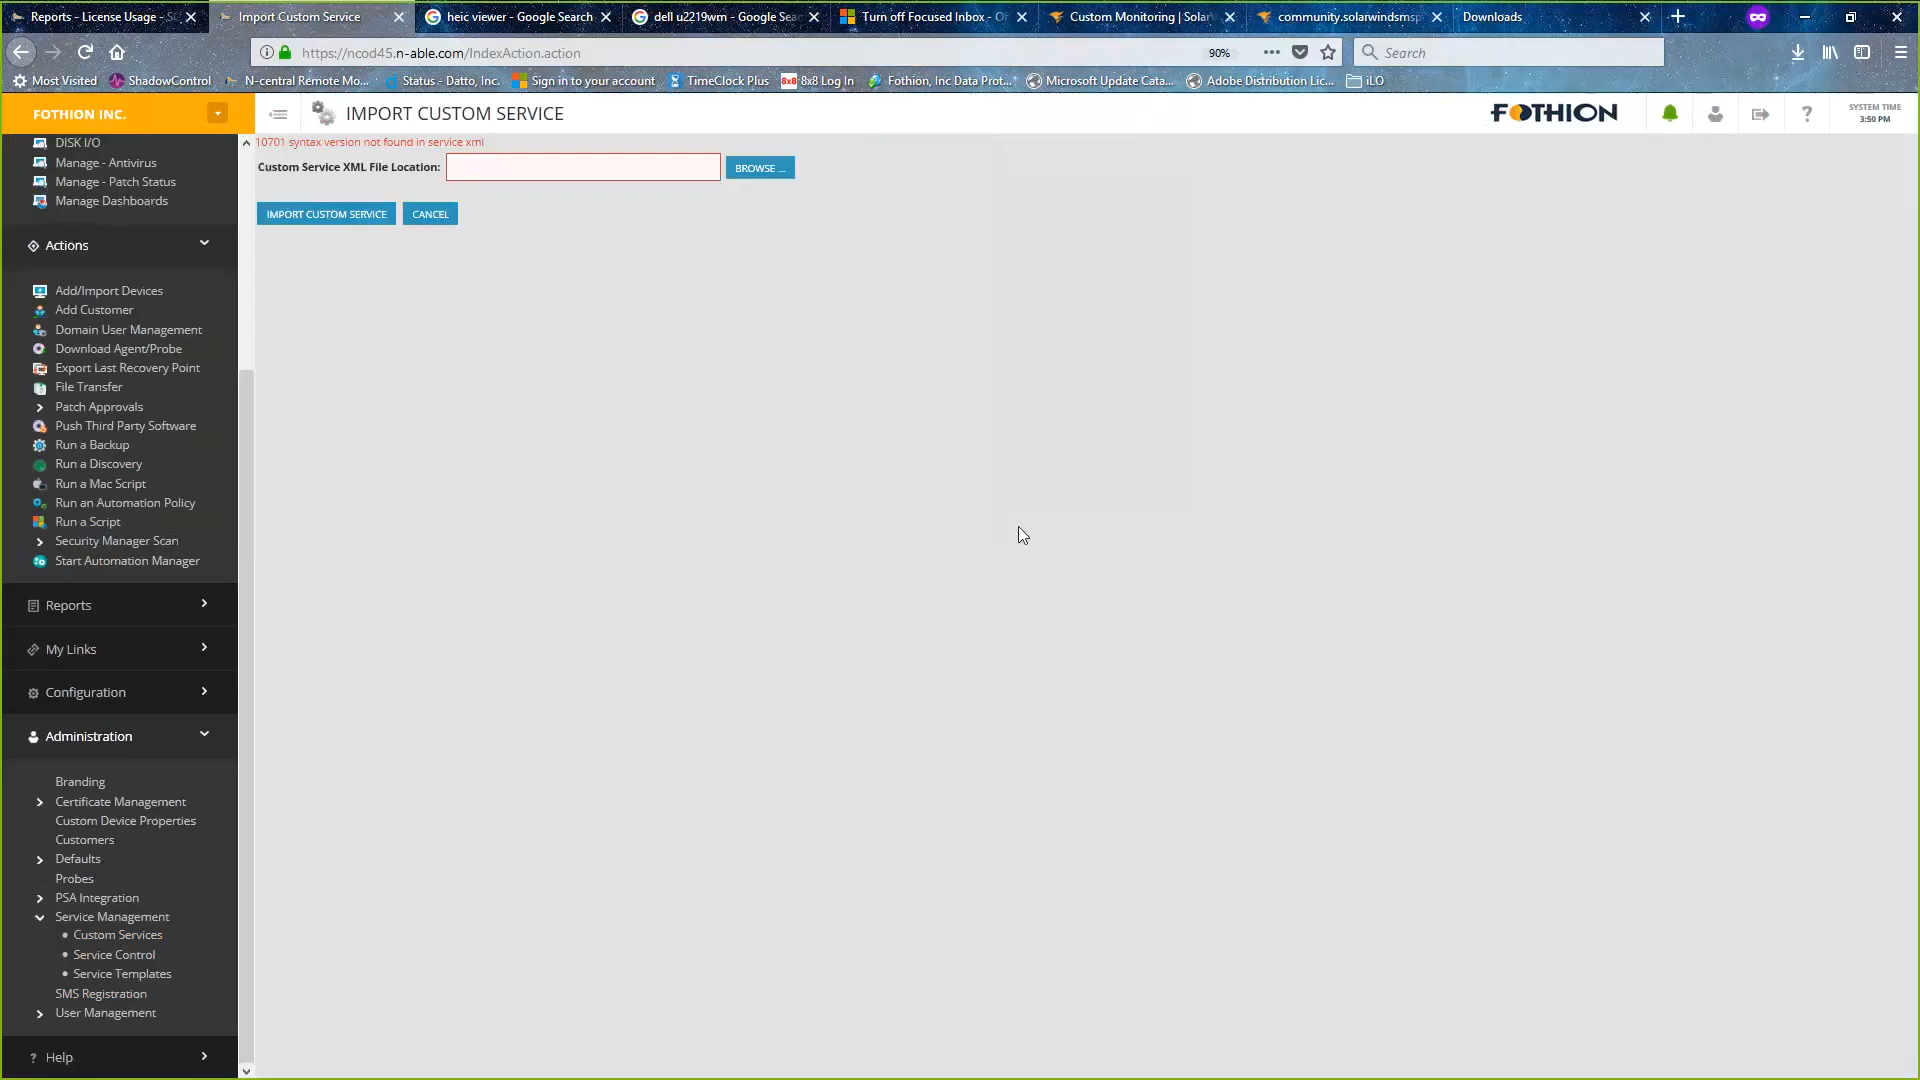 Reports - License Usage - S
Import Custom Service
heic viewer - Google Search
dell u2219wm - Google Sea
Turn off Focused Inbox - O
Custom Monitoring | Solar
community.solarwindsmsp
Downloads
https://ncod45.n-able.com/IndexAction.action
90%
Search
Most Visited
ShadowControl
N-central Remote Mo...
Status - Datto, Inc.
Sign in to your account
TimeClock Plus
8x8 8x8 Log In
Fothion, Inc Data Prot...
Microsoft Update Cata...
Adobe Distribution Lic...
iLO
FOTHION INC.
IMPORT CUSTOM SERVICE
FOTHION
?
SYSTEM TIME
3:50 PM
DISK I/O
Manage - Antivirus
Manage - Patch Status
Manage Dashboards
10701 syntax version not found in service xml
Custom Service XML File Location:
BROWSE ...
IMPORT CUSTOM SERVICE
CANCEL
Actions
Add/Import Devices
Add Customer
Domain User Management
Download Agent/Probe
Export Last Recovery Point
File Transfer
Patch Approvals
Push Third Party Software
Run a Backup
Run a Discovery
Run a Mac Script
Run an Automation Policy
Run a Script
Security Manager Scan
Start Automation Manager
Reports
My Links
Configuration
Administration
Branding
Certificate Management
Custom Device Properties
Customers
Defaults
Probes
PSA Integration
Service Management
Custom Services
Service Control
Service Templates
SMS Registration
User Management
? Help